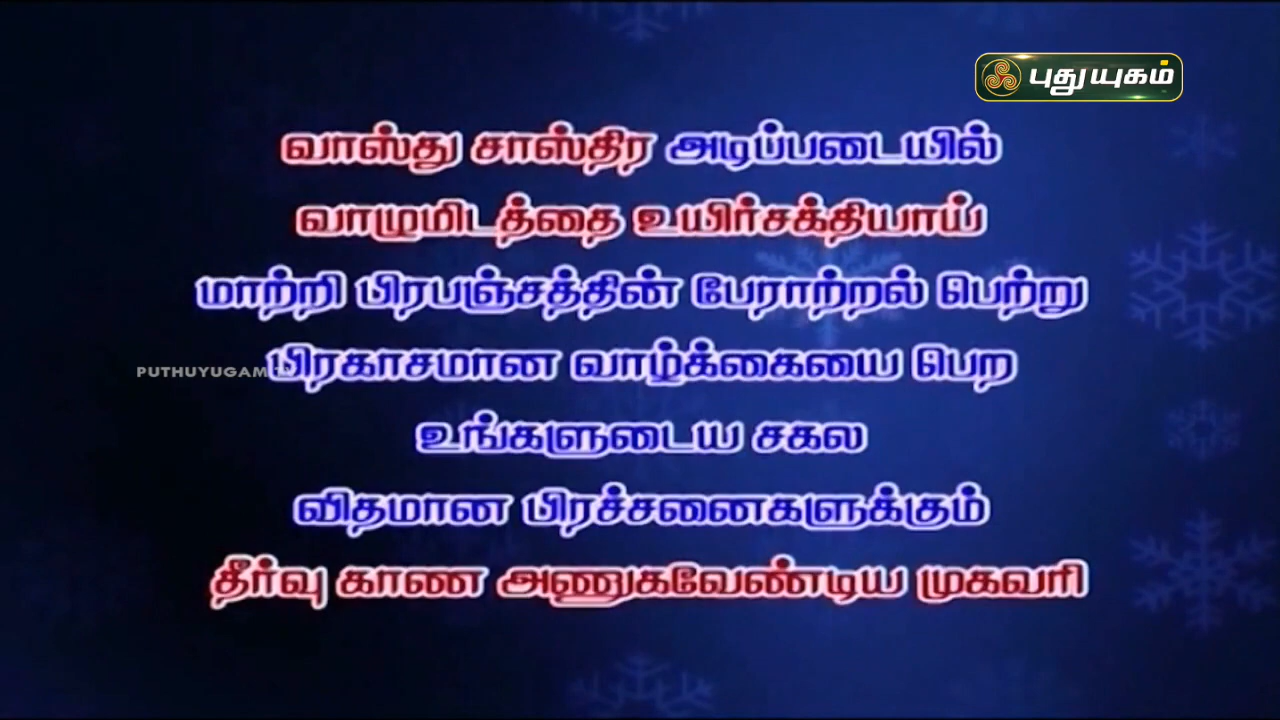 புதுயுகம்
வாஸ்து சாஸ்திர அடிப்படையில்
வாழுமிடத்தை உயிர்சக்தியாய்
மாற்றி பிரபஞ்சத்தின் பேராற்றல் பெற்று
பிரகாசமான வாழ்க்கையை பெற
PUTHUYUGAM TV
உங்களுடைய சகல
விதமான பிரச்சனைகளுக்கும்
தீர்வு காண அணுகவேண்டிய முகவரி